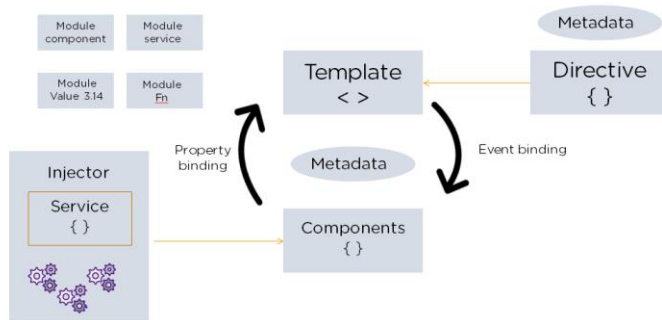 Module
component
Module
service
Module
Value 3.14
Module
Fn
Metadata
Template
< >
Directive
{ }
Property
binding
Metadata
Event binding
Injector
Service
{ }
Components
{ }